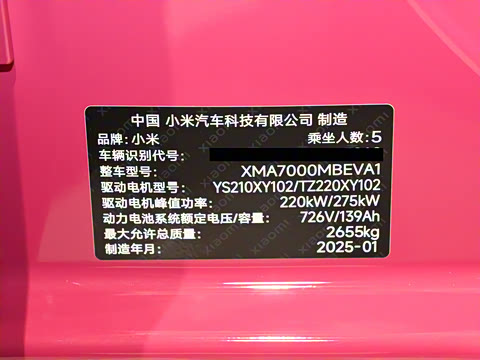 中国 小米汽车科技有限公司 制造
品牌:小米 乘坐人数:5
车辆识别代号:
整车型号: XMA7000MBEVA1
驱动电机型号: YS210XY102/TZ220XY102
驱动电机峰值功率: 220kW/275kW
动力电池系统额定电压/容量: 726V/139Ah
最大允许总质量: 2655kg
制造年月: 2025-01